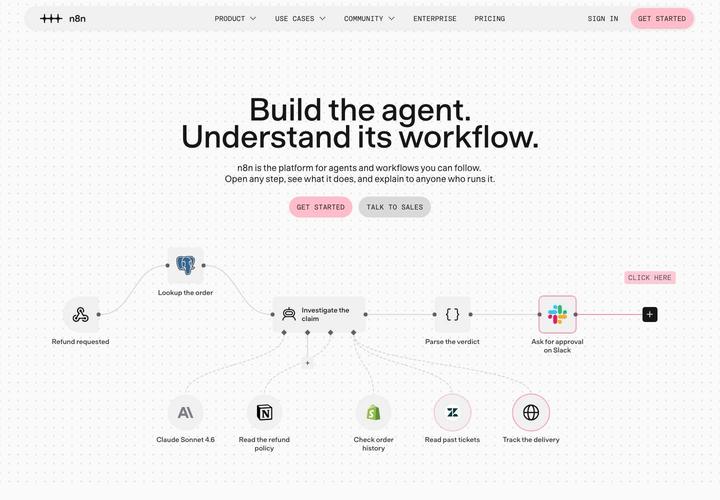 n8n
PRODUCT
USE CASES
COMMUNITY
ENTERPRISE
PRICING
SIGN IN
GET STARTED
Build the agent.
Understand its workflow.
n8n is the platform for agents and workflows you can follow.
Open any step, see what it does, and explain to anyone who runs it.
GET STARTED
TALK TO SALES
CLICK HERE
Lookup the order
Investigate the
claim
Refund requested
Parse the verdict
Ask for approval
on Slack
Claude Sonnet 4.6
Read the refund
policy
Check order
history
Read past tickets
Track the delivery